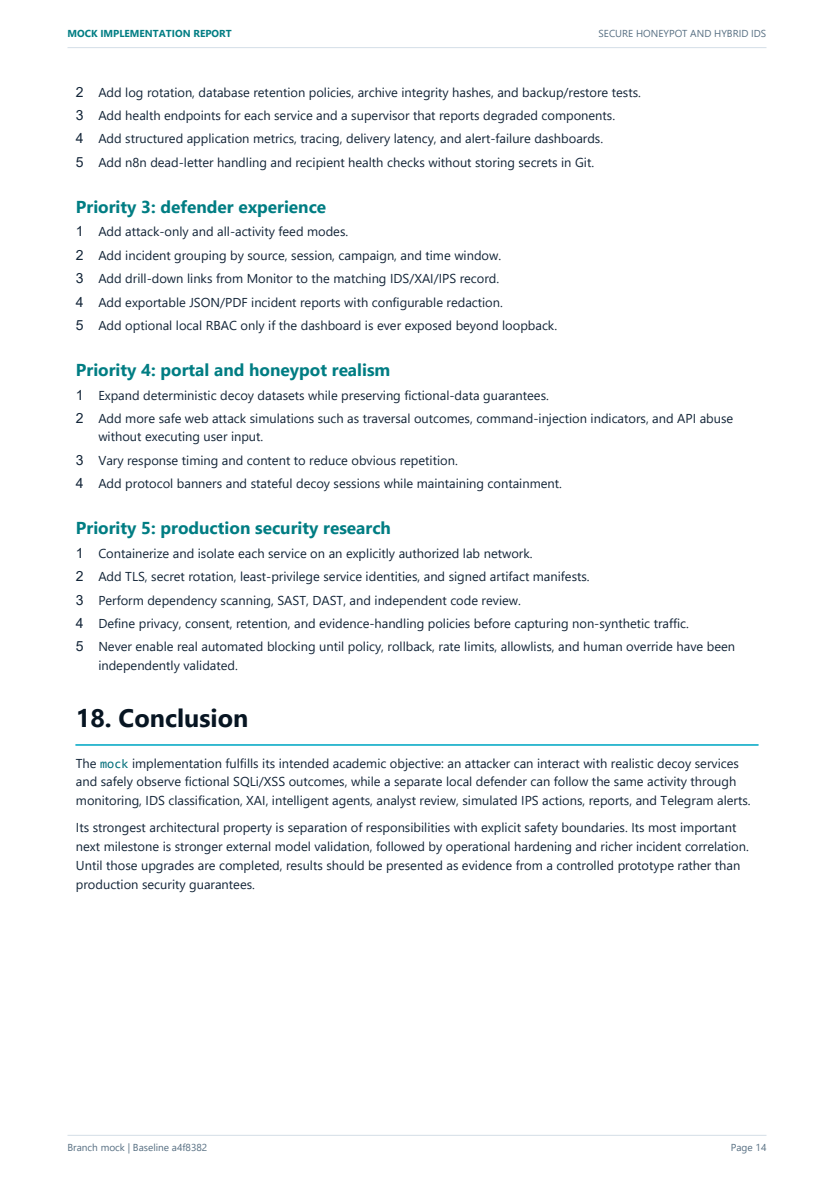 MOCK IMPLEMENTATION REPORT
SECURE HONEYPOT AND HYBRID IDS
2 Add log rotation, database retention policies, archive integrity hashes, and backup/restore tests.
3 Add health endpoints for each service and a supervisor that reports degraded components.
4 Add structured application metrics, tracing, delivery latency, and alert-failure dashboards.
5 Add n8n dead-letter handling and recipient health checks without storing secrets in Git.
Priority 3: defender experience
1 Add attack-only and all-activity feed modes.
2 Add incident grouping by source, session, campaign, and time window.
3 Add drill-down links from Monitor to the matching IDS/XAI/IPS record.
4 Add exportable JSON/PDF incident reports with configurable redaction.
5 Add optional local RBAC only if the dashboard is ever exposed beyond loopback.
Priority 4: portal and honeypot realism
1 Expand deterministic decoy datasets while preserving fictional-data guarantees.
2 Add more safe web attack simulations such as traversal outcomes, command-injection indicators, and API abuse
without executing user input.
3 Vary response timing and content to reduce obvious repetition.
4 Add protocol banners and stateful decoy sessions while maintaining containment.
Priority 5: production security research
1 Containerize and isolate each service on an explicitly authorized lab network.
2 Add TLS, secret rotation, least-privilege service identities, and signed artifact manifests.
3 Perform dependency scanning, SAST, DAST, and independent code review.
4 Define privacy, consent, retention, and evidence-handling policies before capturing non-synthetic traffic.
5 Never enable real automated blocking until policy, rollback, rate limits, allowlists, and human override have been
independently validated.
18. Conclusion
The mock implementation fulfills its intended academic objective: an attacker can interact with realistic decoy services
and safely observe fictional SQLi/XSS outcomes, while a separate local defender can follow the same activity through
monitoring, IDS classification, XAI, intelligent agents, analyst review, simulated IPS actions, reports, and Telegram alerts.
Its strongest architectural property is separation of responsibilities with explicit safety boundaries. Its most important
next milestone is stronger external model validation, followed by operational hardening and richer incident correlation.
Until those upgrades are completed, results should be presented as evidence from a controlled prototype rather than
production security guarantees.
Branch mock | Baseline a4f8382
Page 14